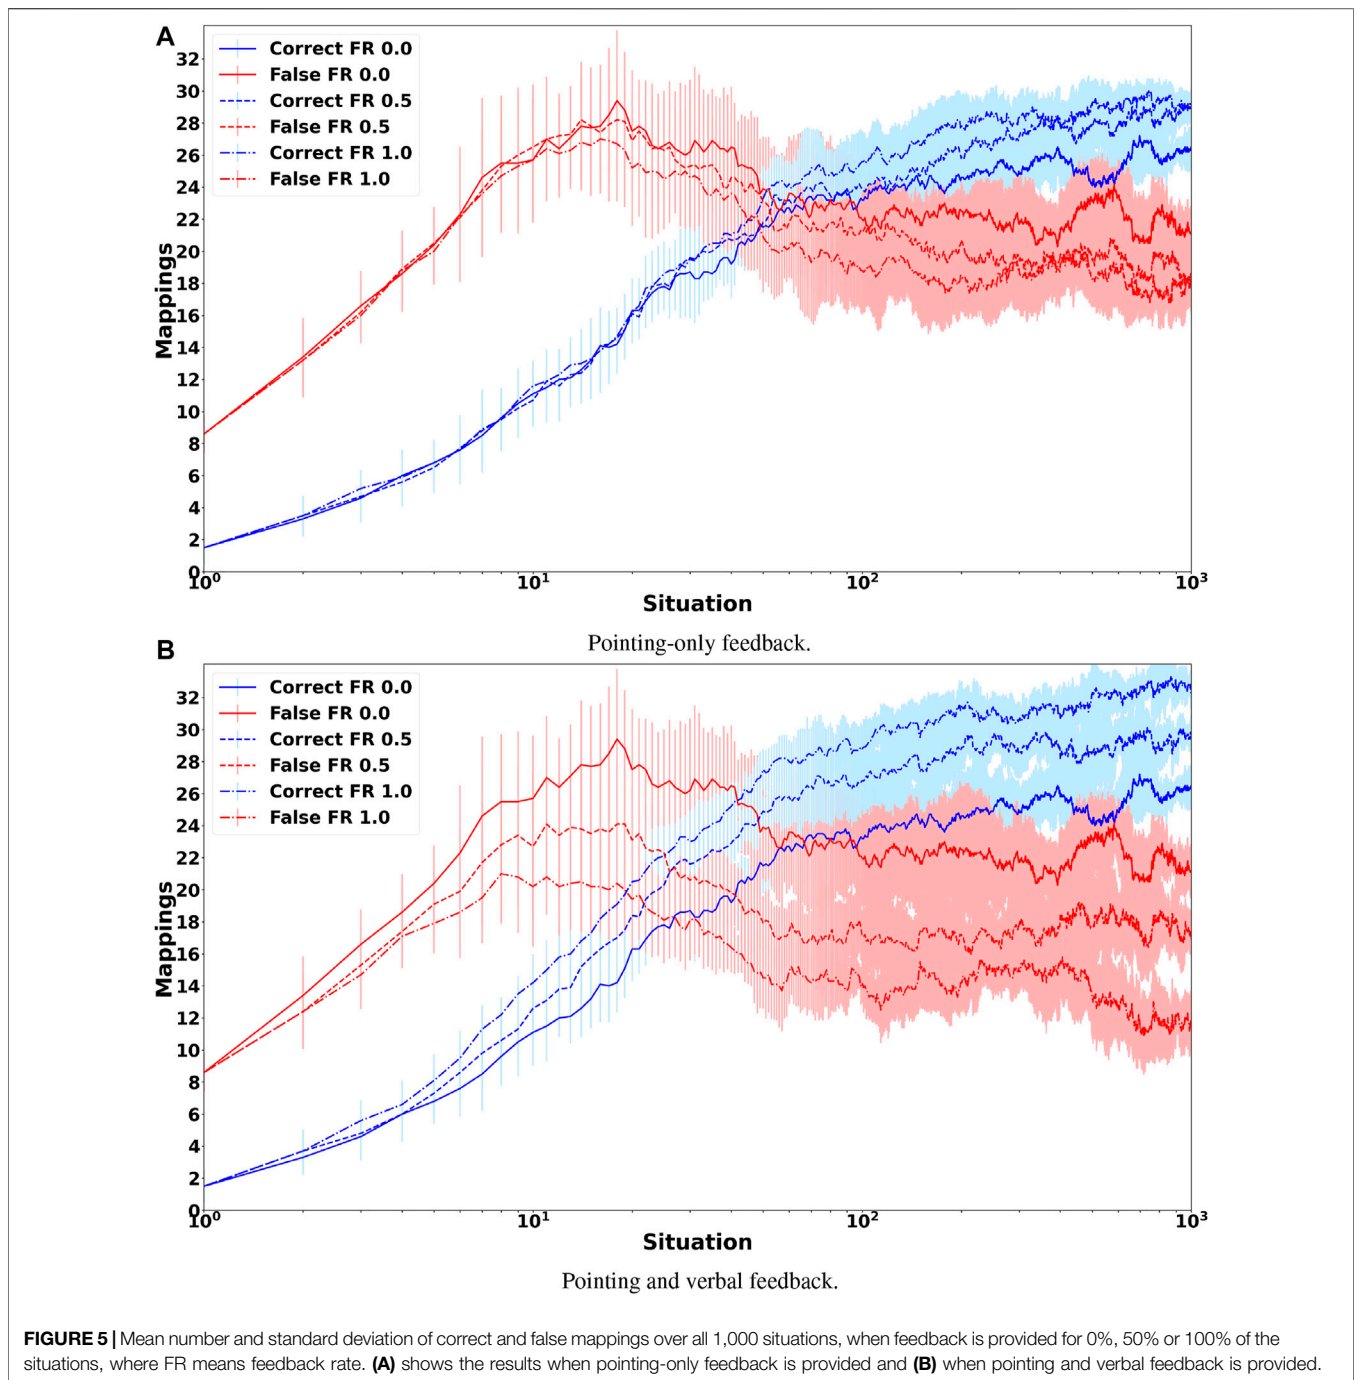 A
32
30
28
26
24
22
20
18
16
14
12
10
8
6
4
2
0
Mappings
Correct FR 0.0
False FR 0.0
Correct FR 0.5
False FR 0.5
Correct FR 1.0
False FR 1.0
10⁰ 10¹ 10² 10³
Situation
Pointing-only feedback.
B
32
30
28
26
24
22
20
18
16
14
12
10
8
6
4
2
0
Mappings
Correct FR 0.0
False FR 0.0
Correct FR 0.5
False FR 0.5
Correct FR 1.0
False FR 1.0
10⁰ 10¹ 10² 10³
Situation
Pointing and verbal feedback.
FIGURE 5 | Mean number and standard deviation of correct and false mappings over all 1,000 situations, when feedback is provided for 0%, 50% or 100% of the
situations, where FR means feedback rate. (A) shows the results when pointing-only feedback is provided and (B) when pointing and verbal feedback is provided.